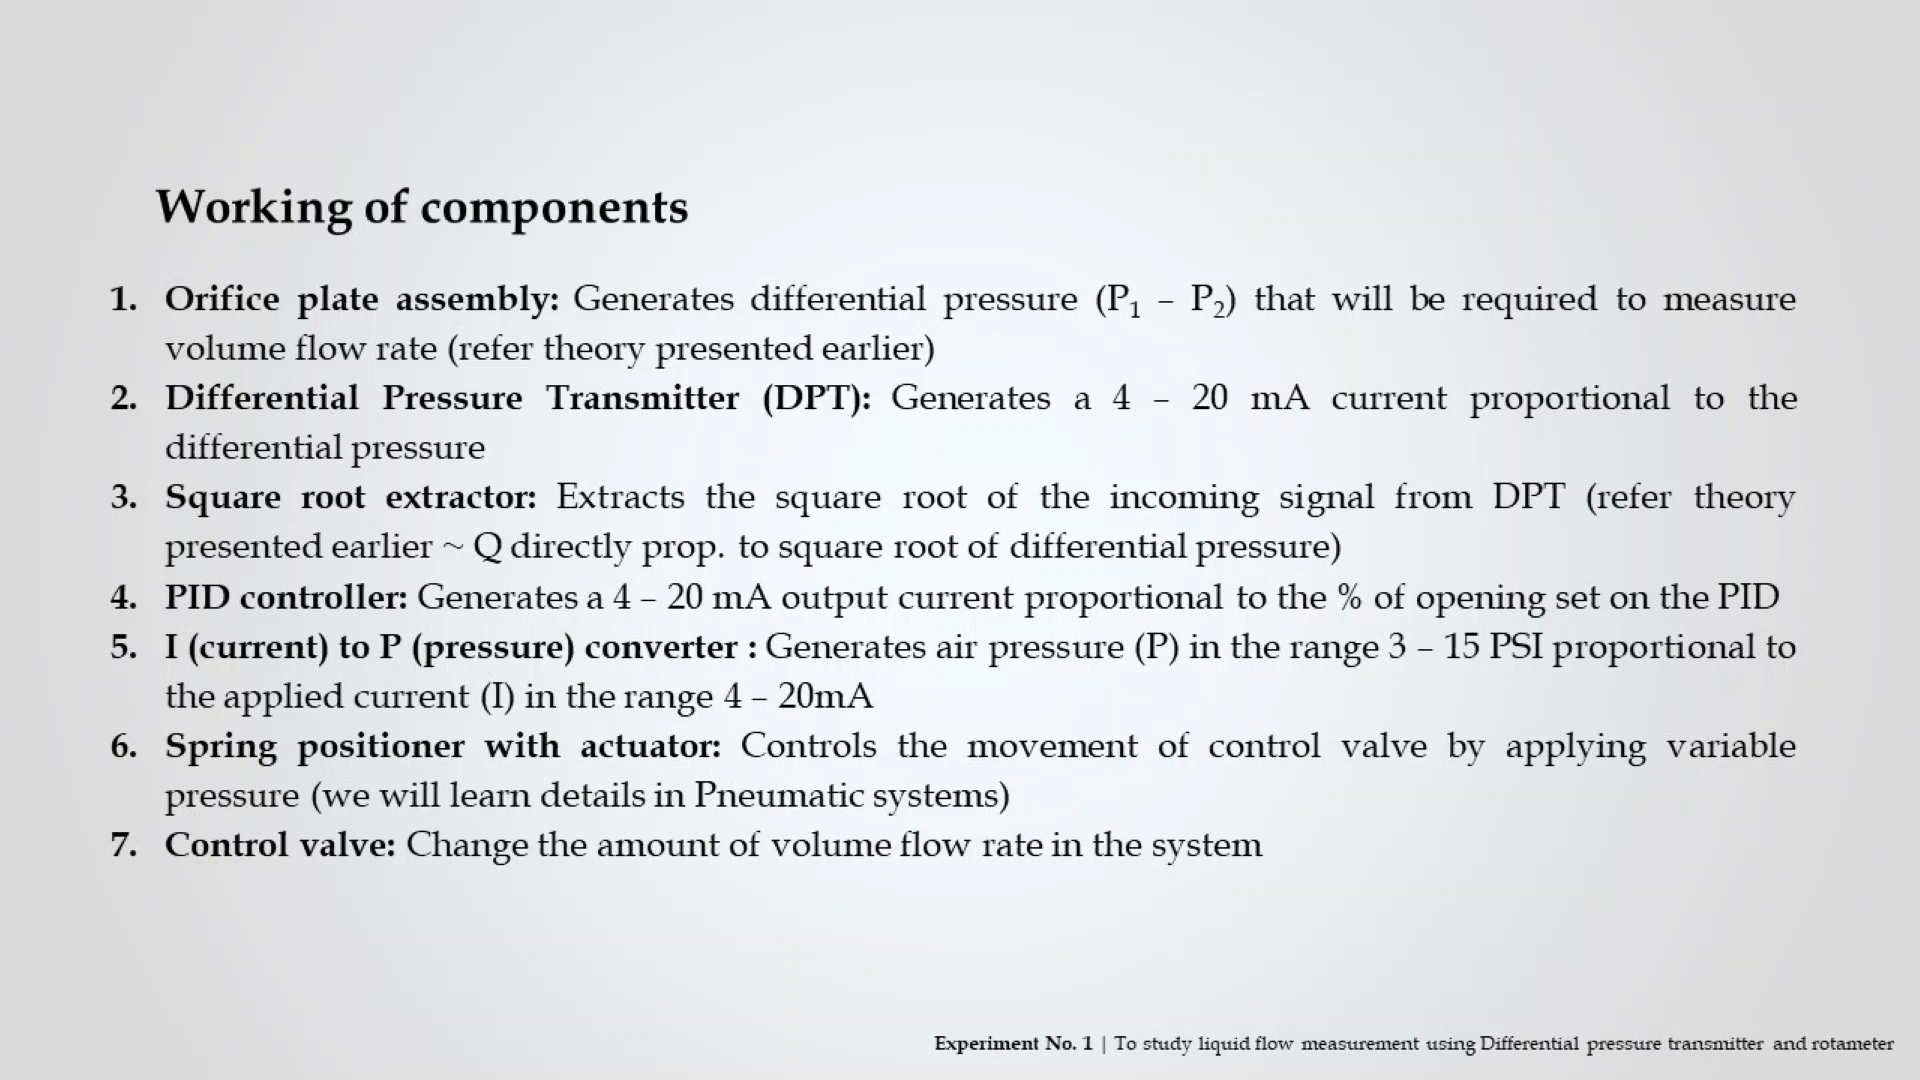 Working of components
1. Orifice plate assembly: Generates differential pressure (P₁ – P₂) that will be required to measure
volume flow rate (refer theory presented earlier)
2. Differential Pressure Transmitter (DPT): Generates a 4 – 20 mA current proportional to the
differential pressure
3. Square root extractor: Extracts the square root of the incoming signal from DPT (refer theory
presented earlier ~ Q directly prop. to square root of differential pressure)
4. PID controller: Generates a 4 – 20 mA output current proportional to the % of opening set on the PID
5. I (current) to P (pressure) converter : Generates air pressure (P) in the range 3 – 15 PSI proportional to
the applied current (I) in the range 4 – 20mA
6. Spring positioner with actuator: Controls the movement of control valve by applying variable
pressure (we will learn details in Pneumatic systems)
7. Control valve: Change the amount of volume flow rate in the system
Experiment No. 1 | To study liquid flow measurement using Differential pressure transmitter and rotameter